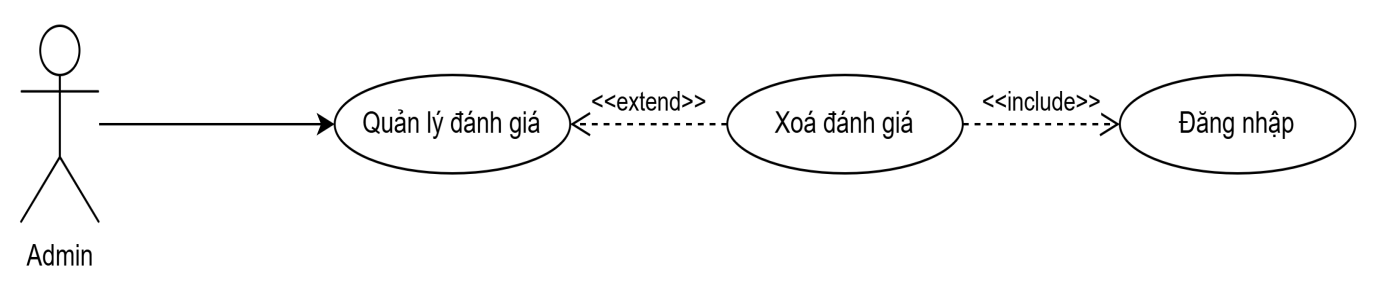 <<extend>>
<<include>>
Quản lý đánh giá
Xoá đánh giá
Đăng nhập
Admin